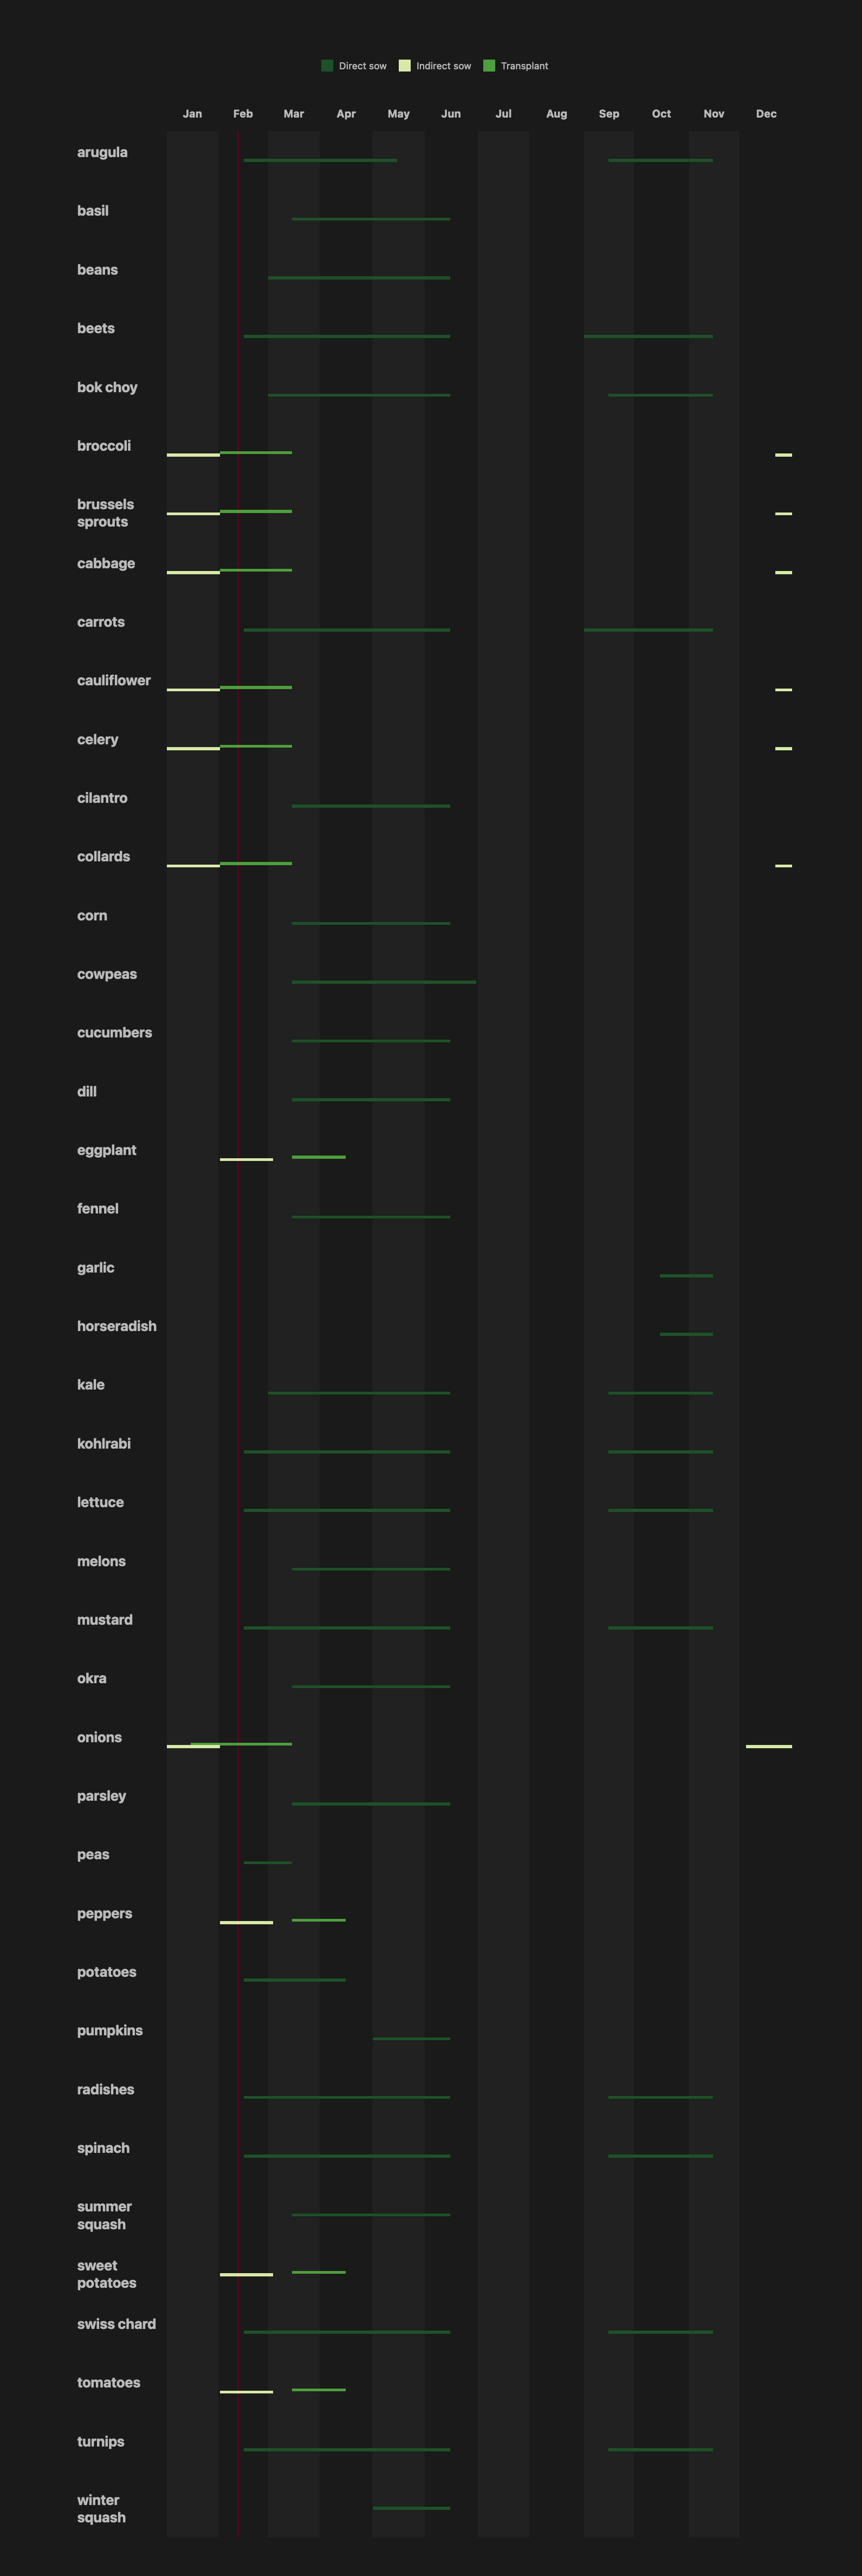 Direct sow Indirect sow Transplant
Jan Feb Mar Apr May Jun Jul Aug Sep Oct Nov Dec
arugula
basil
beans
beets
bok choy
broccoli
brussels
sprouts
cabbage
carrots
cauliflower
celery
cilantro
collards
corn
cowpeas
cucumbers
dill
eggplant
fennel
garlic
horseradish
kale
kohlrabi
lettuce
melons
mustard
okra
onions
parsley
peas
peppers
potatoes
pumpkins
radishes
spinach
summer
squash
sweet
potatoes
swiss chard
tomatoes
turnips
winter
squash